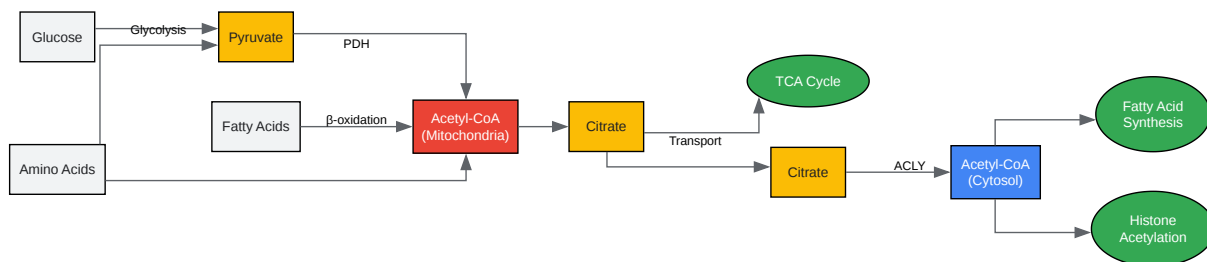 Glucose
Glycolysis
Pyruvate
PDH
Fatty Acids
β-oxidation
Amino Acids
Acetyl-CoA
(Mitochondria)
Citrate
TCA Cycle
Transport
Citrate
ACLY
Acetyl-CoA
(Cytosol)
Fatty Acid
Synthesis
Histone
Acetylation